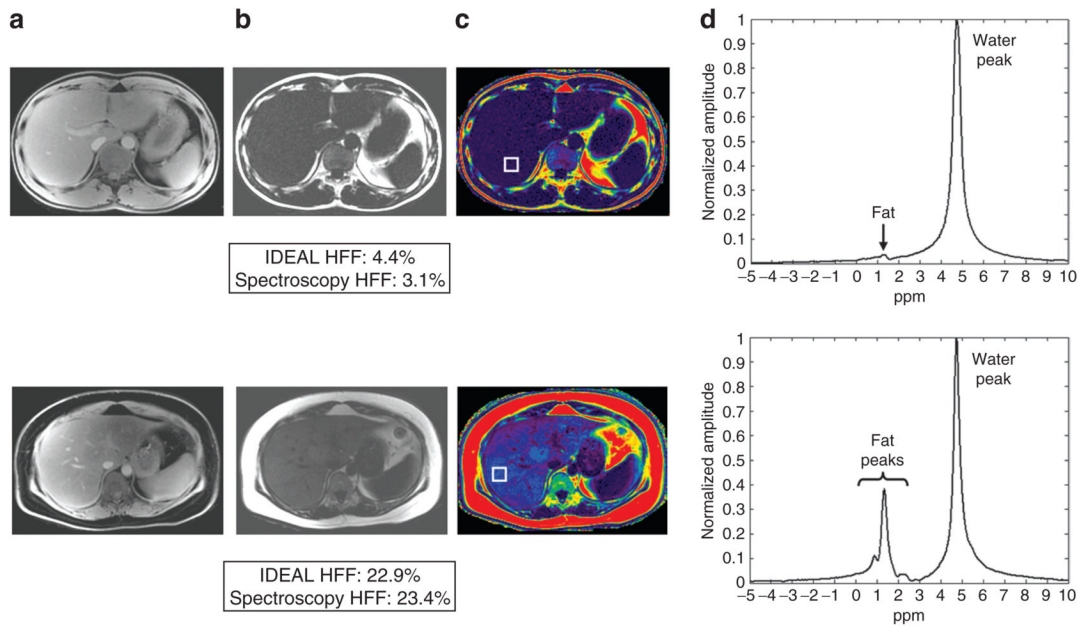 a
b
c
d
1
0.9
0.8
0.7
0.6
0.5
0.4
0.3
0.2
0.1
0
Normalized amplitude
Water
peak
Fat
–5 –4 –3 –2 –1 0 1 2 3 4 5 6 7 8 9 10
ppm
IDEAL HFF: 4.4%
Spectroscopy HFF: 3.1%
1
0.9
0.8
0.7
0.6
0.5
0.4
0.3
0.2
0.1
0
Normalized amplitude
Water
peak
Fat
peaks
–5 –4 –3 –2 –1 0 1 2 3 4 5 6 7 8 9 10
ppm
IDEAL HFF: 22.9%
Spectroscopy HFF: 23.4%